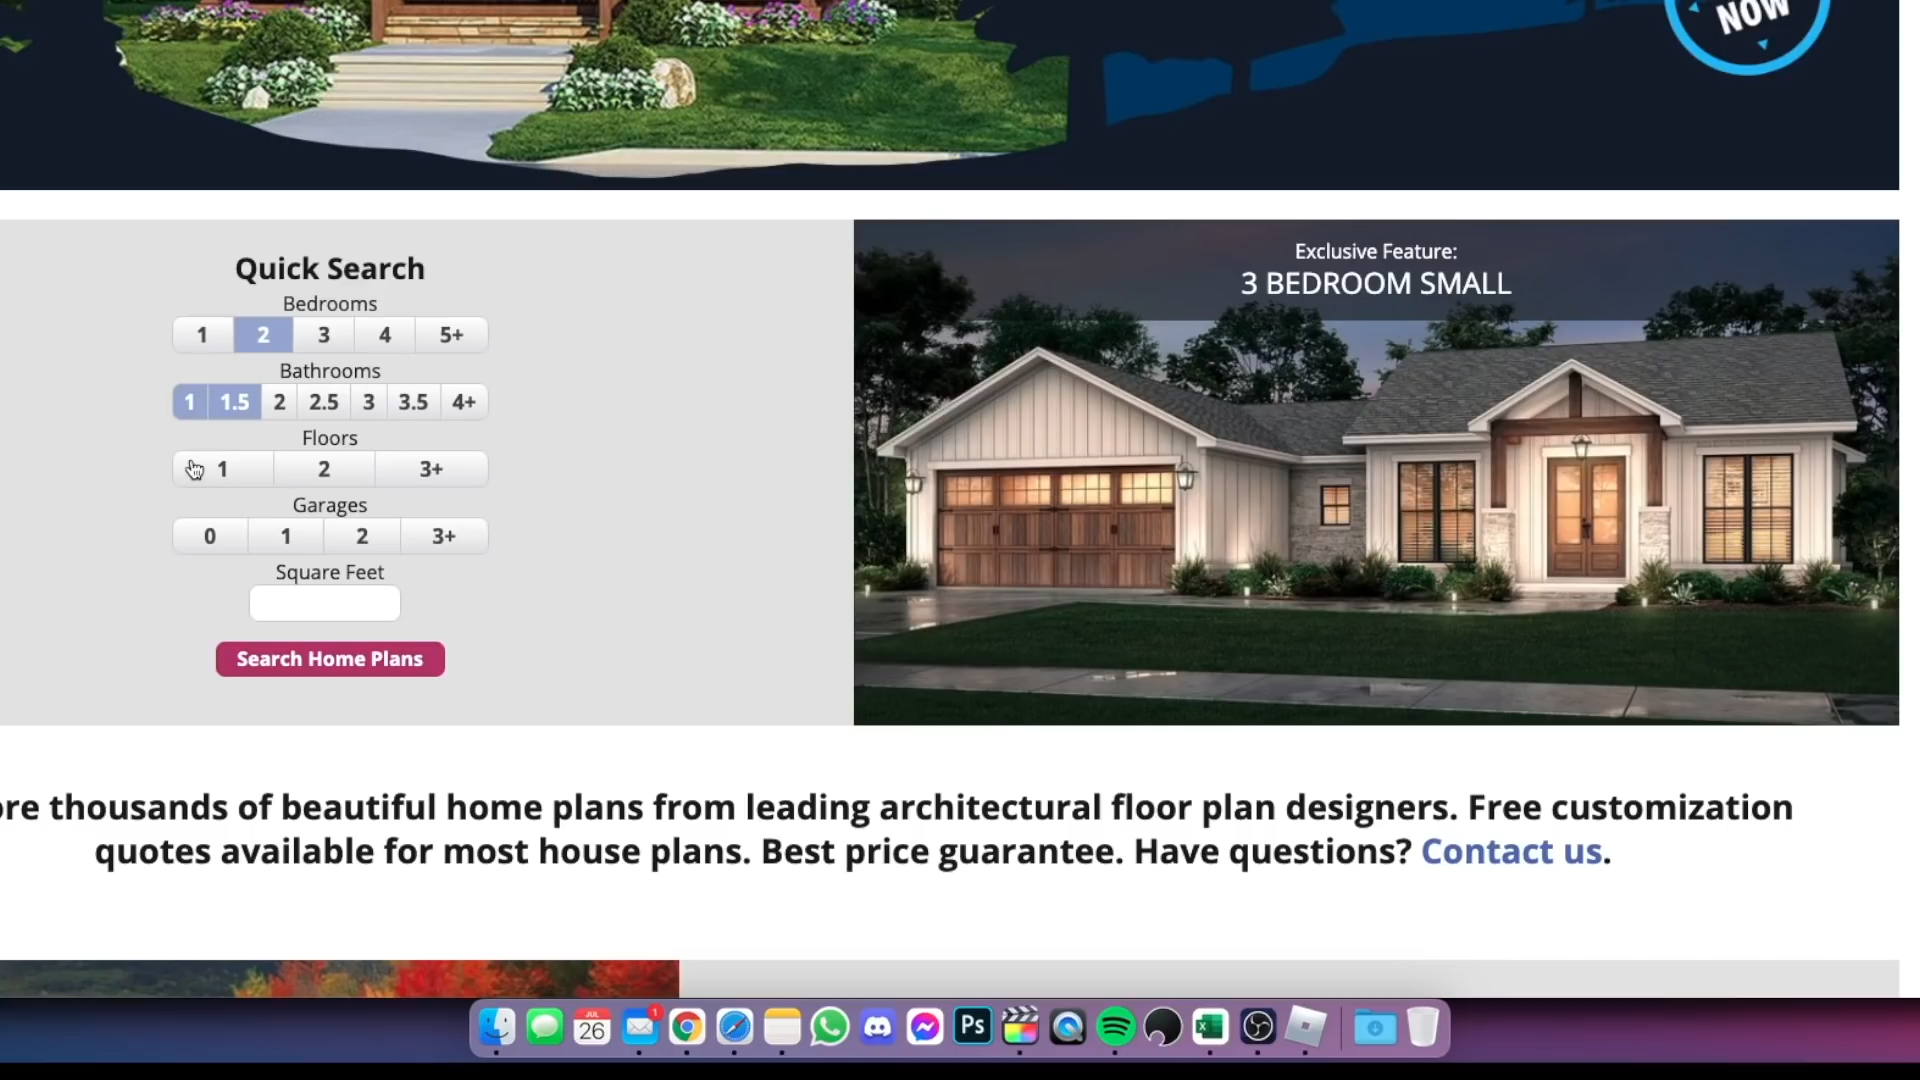 NOW
Quick Search
Exclusive Feature:
3 BEDROOM SMALL
Bedrooms
1 2 3 4 5+
Bathrooms
1 1.5 2 2.5 3 3.5 4+
Floors
1 2 3+
Garages
0 1 2 3+
Square Feet
Search Home Plans
ore thousands of beautiful home plans from leading architectural floor plan designers. Free customization
quotes available for most house plans. Best price guarantee. Have questions? Contact us.
JUL
26
1
Ps
X